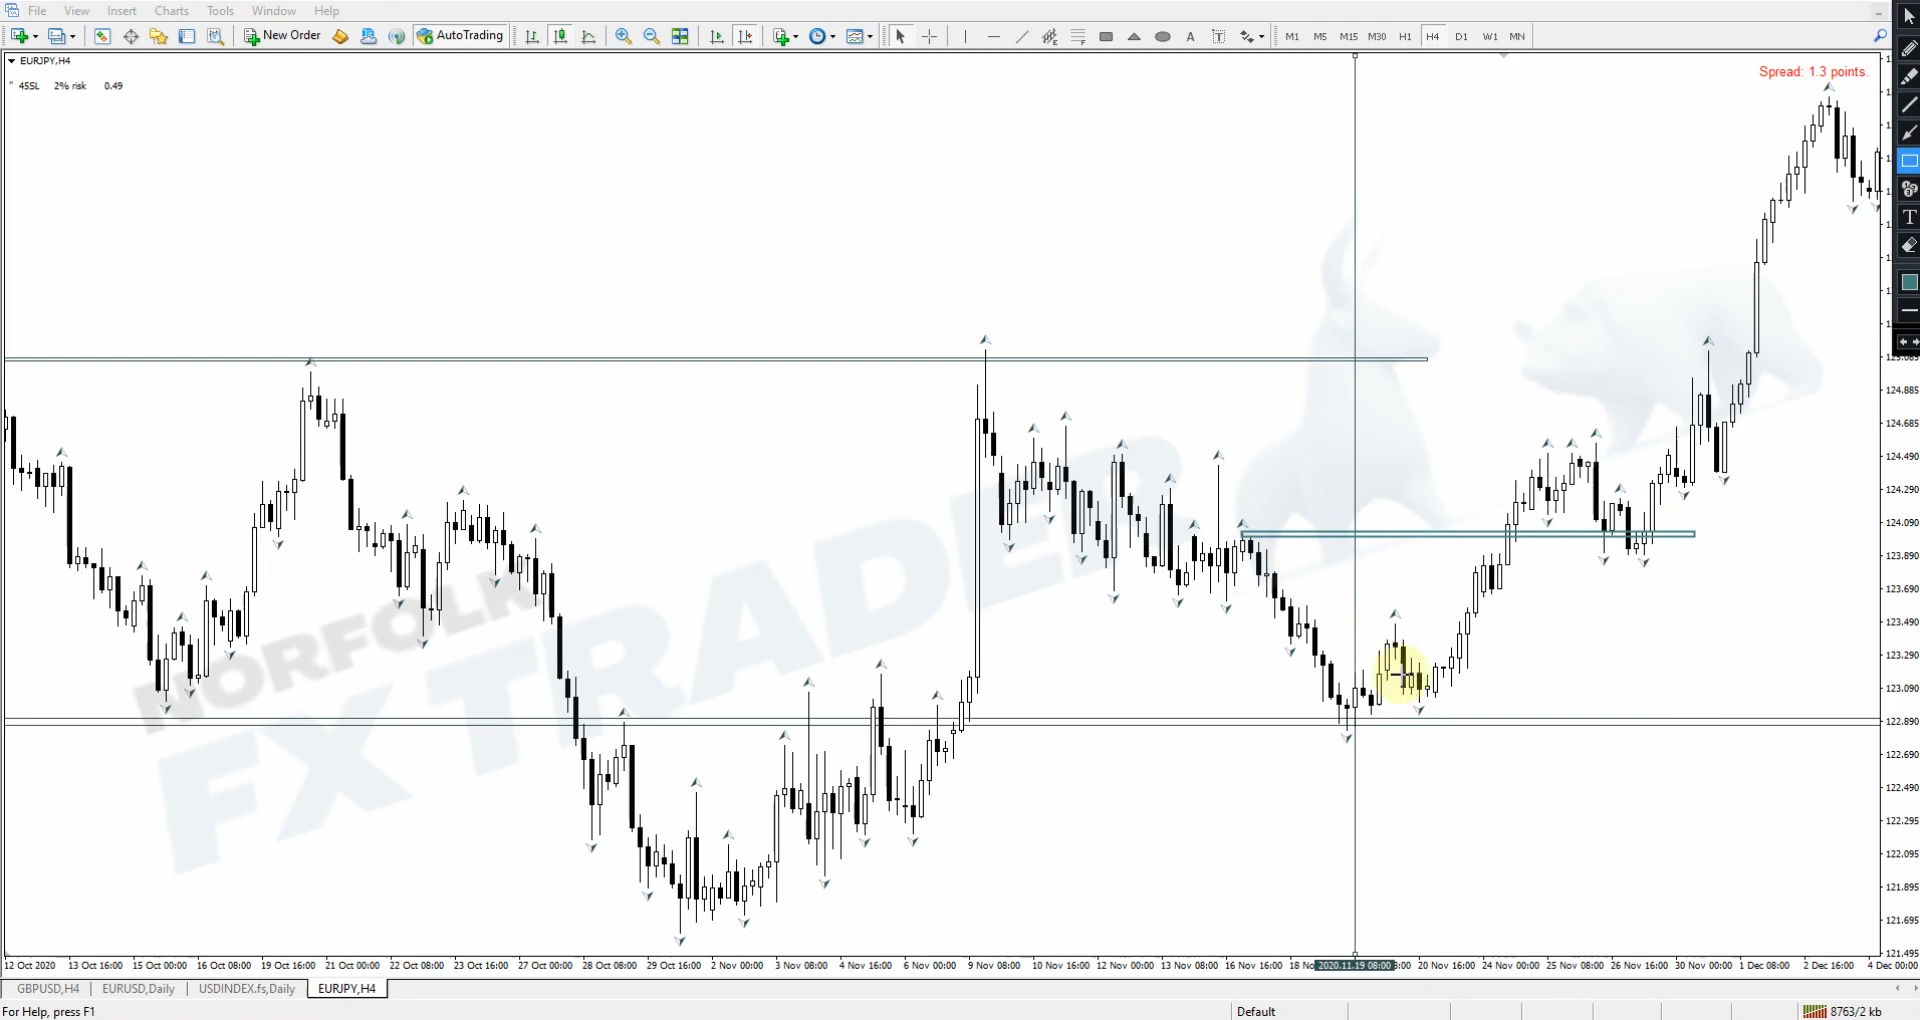 File View Insert Charts Tools Window Help
New Order AutoTrading A T M1 M5 M15 M30 H1 H4 D1 W1 MN
EURJPY,H4
" 45SL 2% risk 0.49
Spread: 1.3 points.
T
124.885
124.685
124.490
124.290
124.090
123.890
123.690
123.490
123.290
123.090
122.890
122.690
122.490
122.295
122.095
121.895
121.695
121.495
NORFOLK
FX TRADER
12 Oct 2020 13 Oct 16:00 15 Oct 00:00 16 Oct 08:00 19 Oct 16:00 21 Oct 00:00 22 Oct 08:00 23 Oct 16:00 27 Oct 00:00 28 Oct 08:00 29 Oct 16:00 2 Nov 00:00 3 Nov 08:00 4 Nov 16:00 6 Nov 00:00 9 Nov 08:00 10 Nov 16:00 12 Nov 00:00 13 Nov 08:00 16 Nov 16:00 18 No 2020.11.19 08:00 20 Nov 16:00 24 Nov 00:00 25 Nov 08:00 26 Nov 16:00 30 Nov 00:00 1 Dec 08:00 2 Dec 16:00 4 Dec 00:00
GBPUSD,H4 EURUSD,Daily USDINDEX.fs,Daily EURJPY,H4
For Help, press F1 Default 8763/2 kb